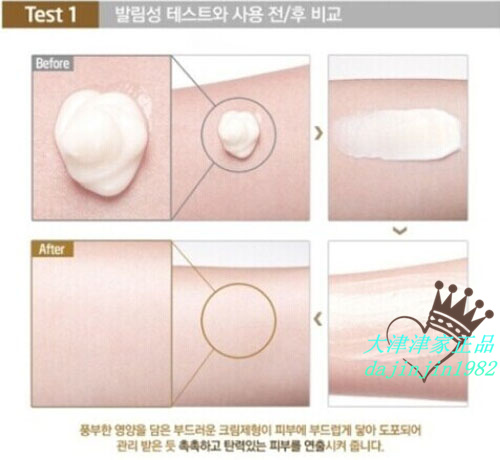 Test 1 발림성 테스트와 사용 전/후 비교
Before
After
大津津家正品
dajinjin1982
풍부한 영양을 담은 부드러운 크림제형이 피부에 부드럽게 닿아 도포되어
관리 받은 듯 촉촉하고 탄력있는 피부를 연출시켜 줍니다.